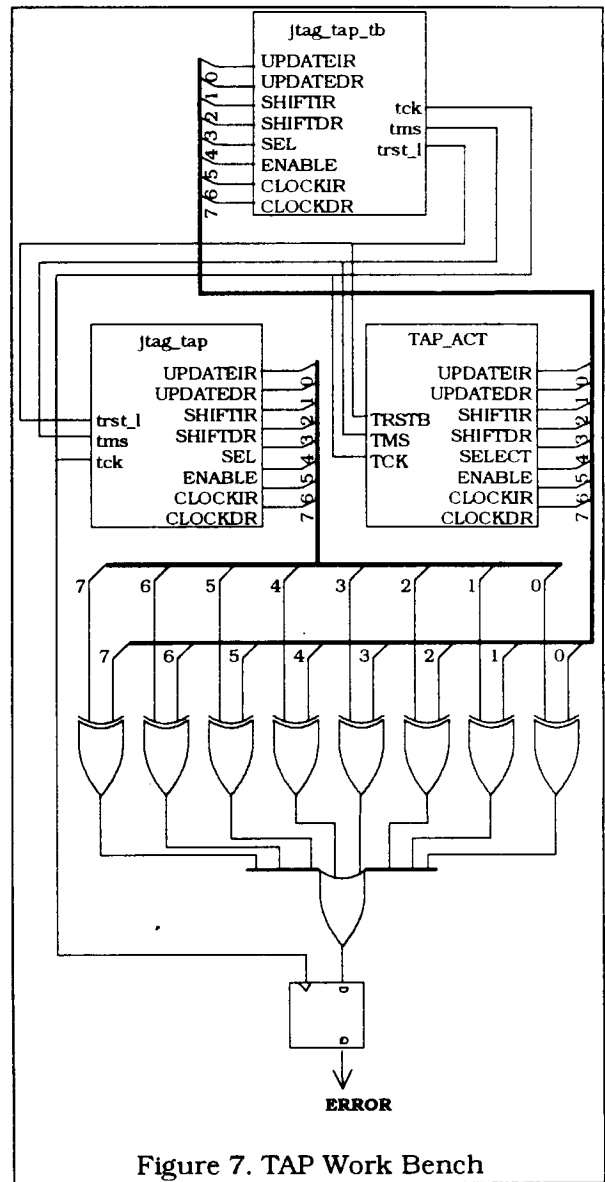 jtag_tap_tb
UPDATEIR
0
UPDATEDR
1
SHIFTIR
2
SHIFTDR
3
SEL
4
ENABLE
5
CLOCKIR
6
CLOCKDR
7
tck
tms
trst_l
jtag_tap
trst_l
tms
tck
UPDATEIR
0
UPDATEDR
1
SHIFTIR
2
SHIFTDR
3
SEL
4
ENABLE
5
CLOCKIR
6
CLOCKDR
7
TAP_ACT
TRSTB
TMS
TCK
UPDATEIR
0
UPDATEDR
1
SHIFTIR
2
SHIFTDR
3
SELECT
4
ENABLE
5
CLOCKIR
6
CLOCKDR
7
7 6 5 4 3 2 1 0
7 6 5 4 3 2 1 0
D
Q
ERROR
Figure 7. TAP Work Bench